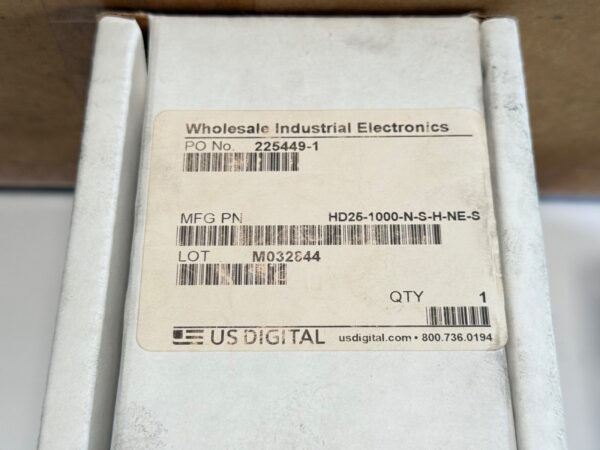 Wholesale Industrial Electronics
PO No. 225449-1
MFG PN HD25-1000-N-S-H-NE-S
LOT M032844
QTY 1
US DIGITAL usdigital.com • 800.736.0194